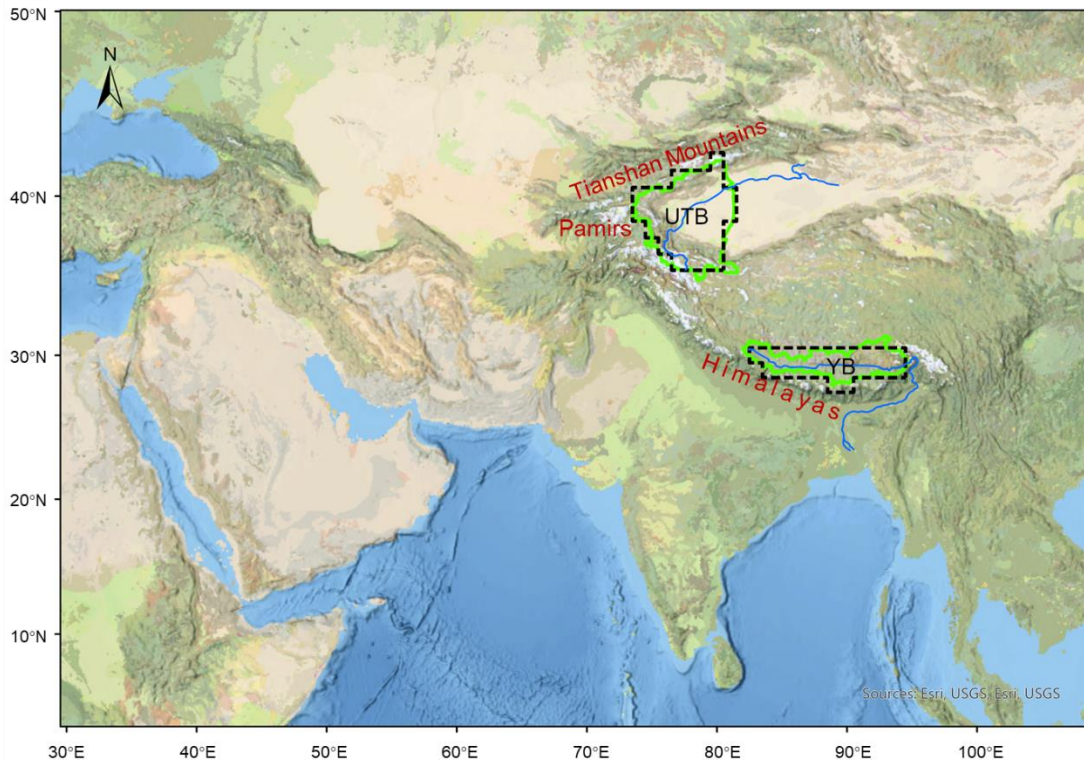 50°N
N
Tianshan Mountains
40°N
UTB
Pamirs
30°N
YB
Himalayas
20°N
10°N
Sources: Esri, USGS, Esri, USGS
30°E 40°E 50°E 60°E 70°E 80°E 90°E 100°E